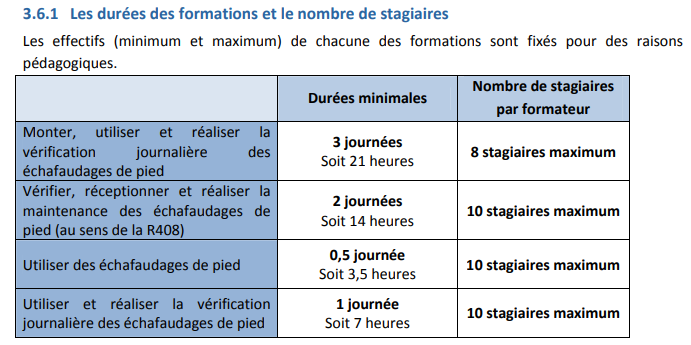 3.6.1 Les durées des formations et le nombre de stagiaires
Les effectifs (minimum et maximum) de chacune des formations sont fixés pour des raisons
pédagogiques.
Durées minimales
Nombre de stagiaires
par formateur
Monter, utiliser et réaliser la
vérification journalière des
échafaudages de pied
3 journées
Soit 21 heures
8 stagiaires maximum
Vérifier, réceptionner et réaliser la
maintenance des échafaudages de
pied (au sens de la R408)
2 journées
Soit 14 heures
10 stagiaires maximum
Utiliser des échafaudages de pied
0,5 journée
Soit 3,5 heures
10 stagiaires maximum
Utiliser et réaliser la vérification
journalière des échafaudages de pied
1 journée
Soit 7 heures
10 stagiaires maximum